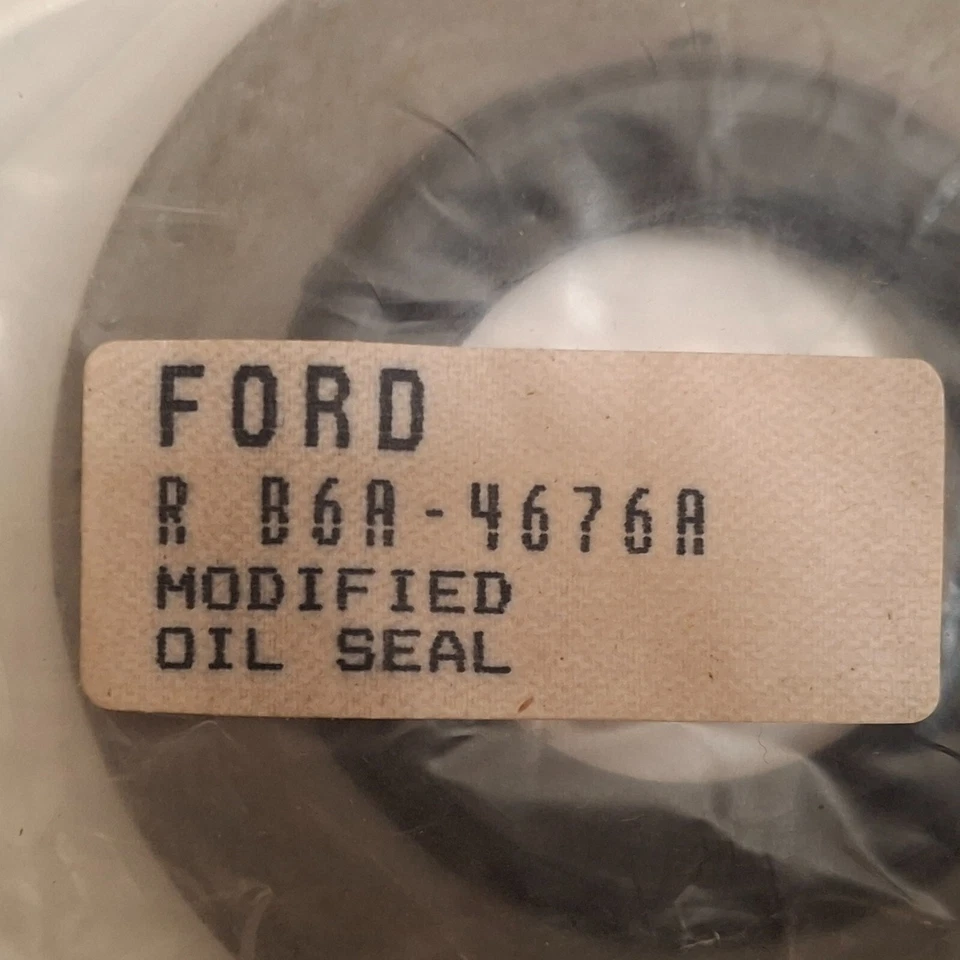 FORD
R B6A-4676A
MODIFIED
OIL SEAL